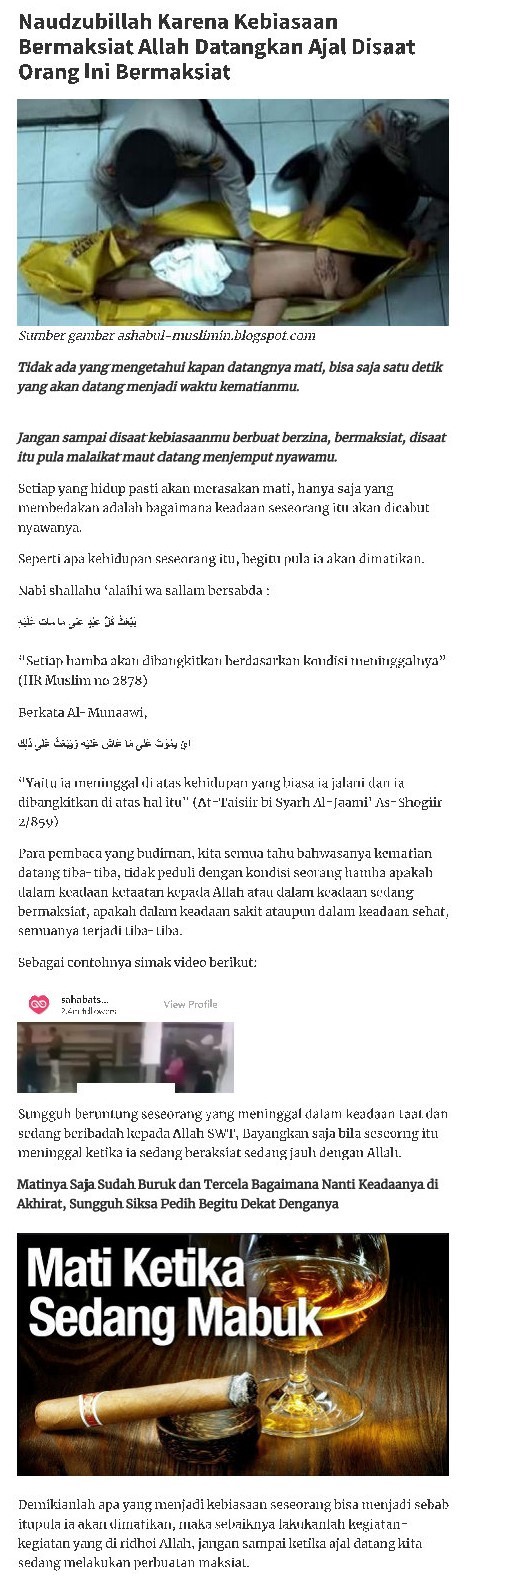 Naudzubillah Karena Kebiasaan
Bermaksiat Allah Datangkan Ajal Disaat
Orang Ini Bermaksiat
Sumber gambar ashabul-muslimin.blogspot.com
Tidak ada yang mengetahui kapan datangnya mati, bisa saja satu detik
yang akan datang menjadi waktu kematianmu.
Jangan sampai disaat kebiasaanmu berbuat berzina, bermaksiat, disaat
itu pula malaikat maut datang menjemput nyawamu.
Setiap yang hidup pasti akan merasakan mati, hanya saja yang
membedakan adalah bagaimana keadaan seseorang itu akan dicabut
nyawanya.
Seperti apa kehidupan seseorang itu, begitu pula ia akan dimatikan.
Nabi shallahu ‘alaihi wa sallam bersabda :
يُبْعَثُ كُلُّ عَبْدٍ عَلَى مَا مَاتَ عَلَيْهِ
“Setiap hamba akan dibangkitkan berdasarkan kondisi meninggalnya”
(HR Muslim no 2878)
Berkata Al-Munaawi,
أي يَمُوْتُ عَلَى مَا عَاشَ عَلَيْهِ وَيُبْعَثُ عَلَى ذَلِكَ
“Yaitu ia meninggal di atas kehidupan yang biasa ia jalani dan ia
dibangkitkan di atas hal itu” (At-Taisiir bi Syarh Al-Jaami’ As-Shogiir
2/859)
Para pembaca yang budiman, kita semua tahu bahwasanya kematian
datang tiba-tiba, tidak peduli dengan kondisi seorang hamba apakah
dalam keadaan ketaatan kepada Allah atau dalam keadaan sedang
bermaksiat, apakah dalam keadaan sakit ataupun dalam keadaan sehat,
semuanya terjadi tiba-tiba.
Sebagai contohnya simak video berikut:
sahabats...
2.4m followers
View Profile
Sungguh beruntung seseorang yang meninggal dalam keadaan taat dan
sedang beribadah kepada Allah SWT, Bayangkan saja bila seseorng itu
meninggal ketika ia sedang beraksiat sedang jauh dengan Allah.
Matinya Saja Sudah Buruk dan Tercela Bagaimana Nanti Keadaanya di
Akhirat, Sungguh Siksa Pedih Begitu Dekat Denganya
Mati Ketika
Sedang Mabuk
Demikianlah apa yang menjadi kebiasaan seseorang bisa menjadi sebab
itupula ia akan dimatikan, maka sebaiknya lakukanlah kegiatan-
kegiatan yang di ridhoi Allah, jangan sampai ketika ajal datang kita
sedang melakukan perbuatan maksiat.